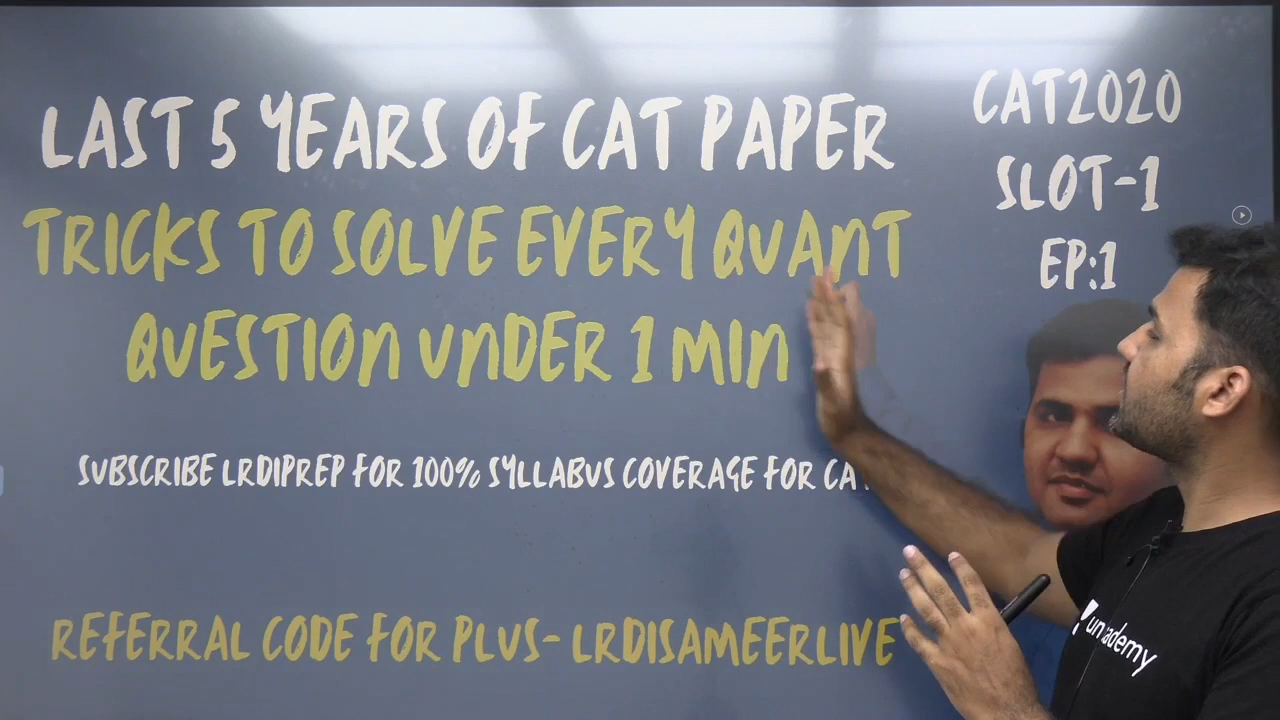 LAST 5 YEARS OF CAT PAPER
TRICKS TO SOLVE EVERY QUANT
QUESTION UNDER 1 MIN
SUBSCRIBE LRDIPREP FOR 100% SYLLABUS COVERAGE FOR CAT
REFERRAL CODE FOR PLUS- LRDISAMEERLIVE
CAT2020
SLOT-1
EP:1
unacademy